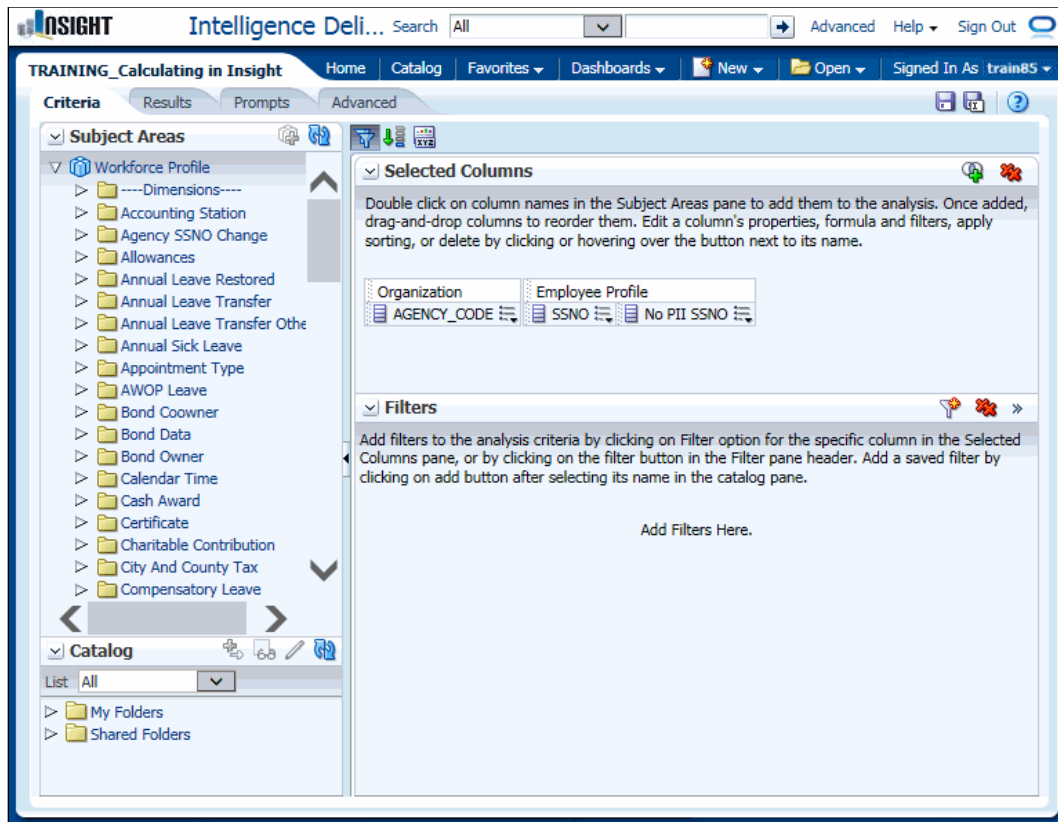 INSIGHT Intelligence Deli... Search All Advanced Help Sign Out
TRAINING_Calculating in Insight Home Catalog Favorites Dashboards New Open Signed In As train85
Criteria Results Prompts Advanced
Subject Areas
Workforce Profile
----Dimensions----
Accounting Station
Agency SSNO Change
Allowances
Annual Leave Restored
Annual Leave Transfer
Annual Leave Transfer Othe
Annual Sick Leave
Appointment Type
AWOP Leave
Bond Coowner
Bond Data
Bond Owner
Calendar Time
Cash Award
Certificate
Charitable Contribution
City And County Tax
Compensatory Leave
Catalog
List All
My Folders
Shared Folders
XYZ
Selected Columns
Double click on column names in the Subject Areas pane to add them to the analysis. Once added,
drag-and-drop columns to reorder them. Edit a column's properties, formula and filters, apply
sorting, or delete by clicking or hovering over the button next to its name.
Organization Employee Profile
AGENCY_CODE SSNO No PII SSNO
Filters
Add filters to the analysis criteria by clicking on Filter option for the specific column in the Selected
Columns pane, or by clicking on the filter button in the Filter pane header. Add a saved filter by
clicking on add button after selecting its name in the catalog pane.
Add Filters Here.